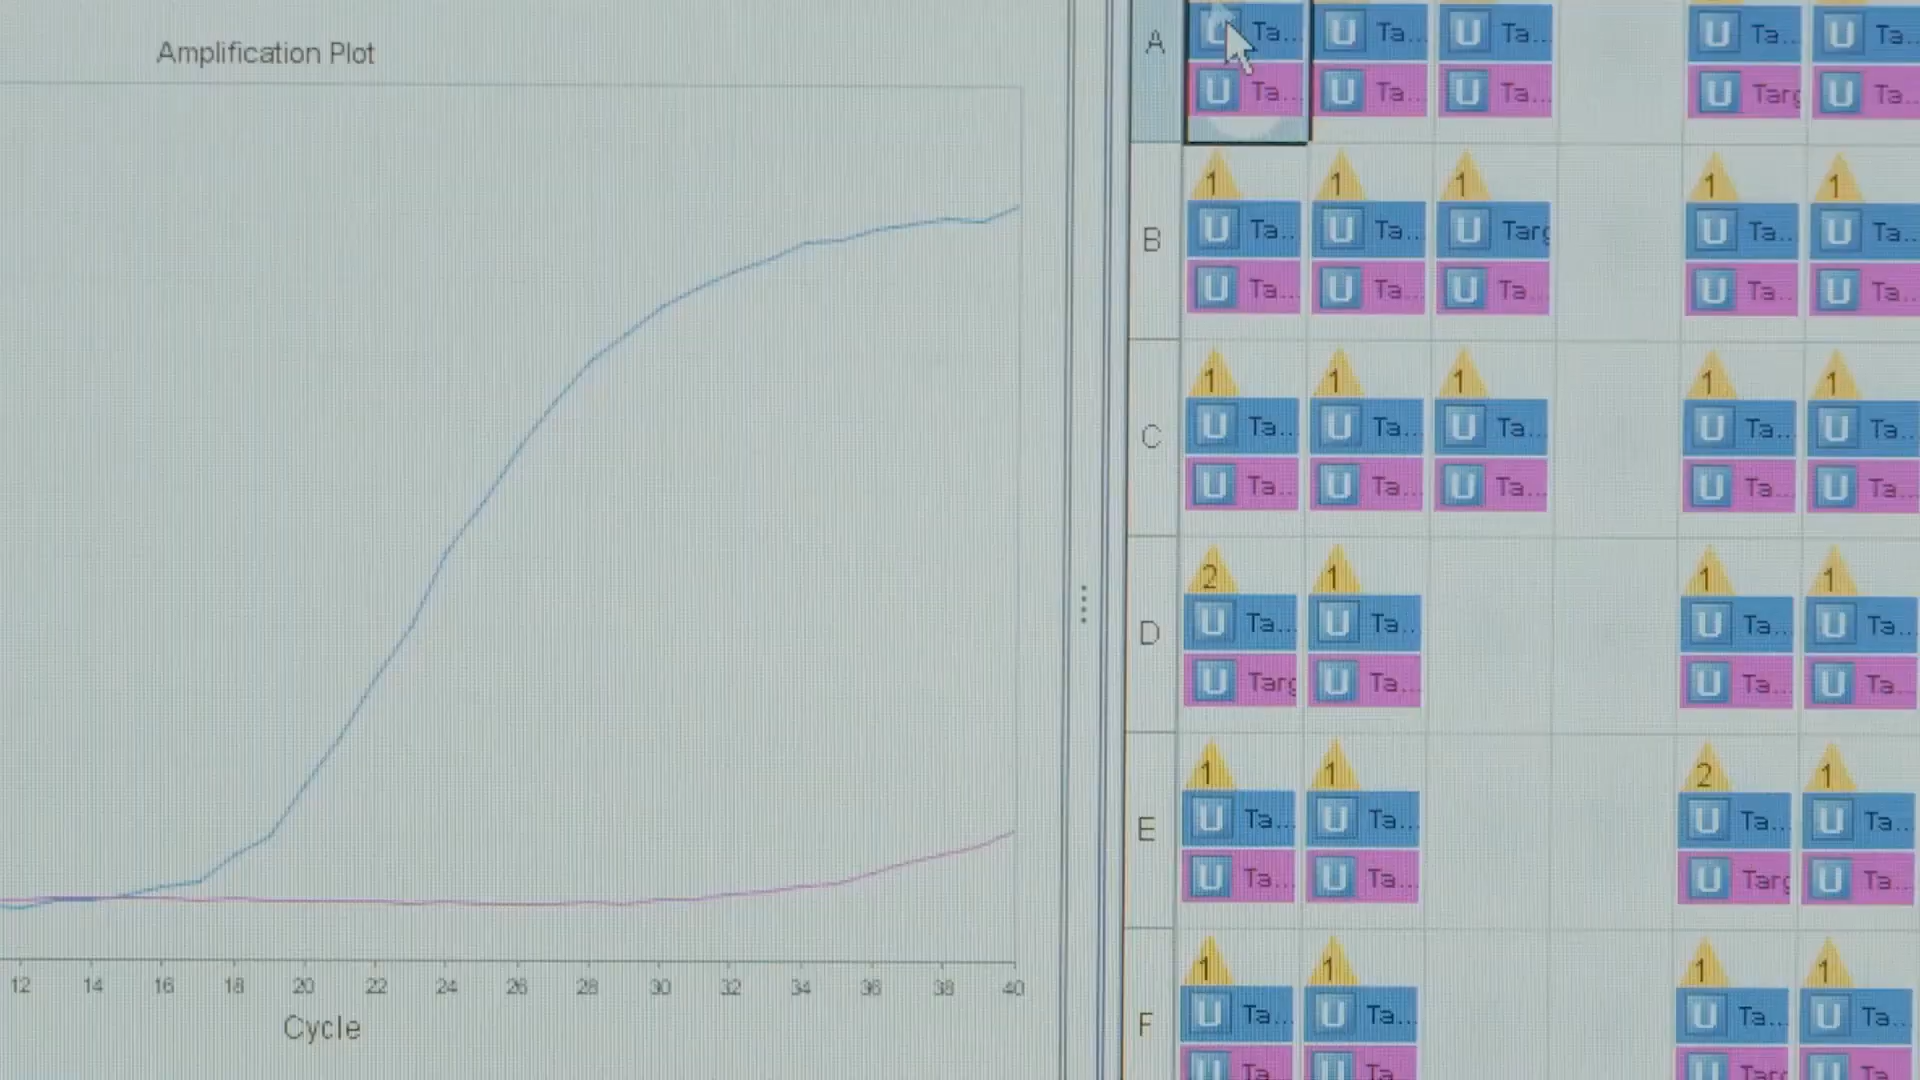 Amplification Plot
12 14 16 18 20 22 24 26 28 30 32 34 36 38 40
Cycle
A
U Ta... U Ta... U Ta... U Ta... U Ta...
U Ta... U Ta... U Ta... U Targ U Ta...
1 1 1 1 1
B
U Ta... U Ta... U Targ U Ta... U Ta...
U Ta... U Ta... U Ta... U Ta... U Ta...
1 1 1 1 1
C
U Ta... U Ta... U Ta... U Ta... U Ta...
U Ta... U Ta... U Ta... U Ta... U Ta...
2 1 1 1
D
U Ta... U Ta... U Ta... U Ta...
U Targ U Ta... U Ta... U Ta...
1 1 2 1
E
U Ta... U Ta... U Ta... U Ta...
U Ta... U Ta... U Targ U Ta...
1 1 1 1
F
U Ta... U Ta... U Ta... U Ta...
U Ta U Ta U Targ U Ta